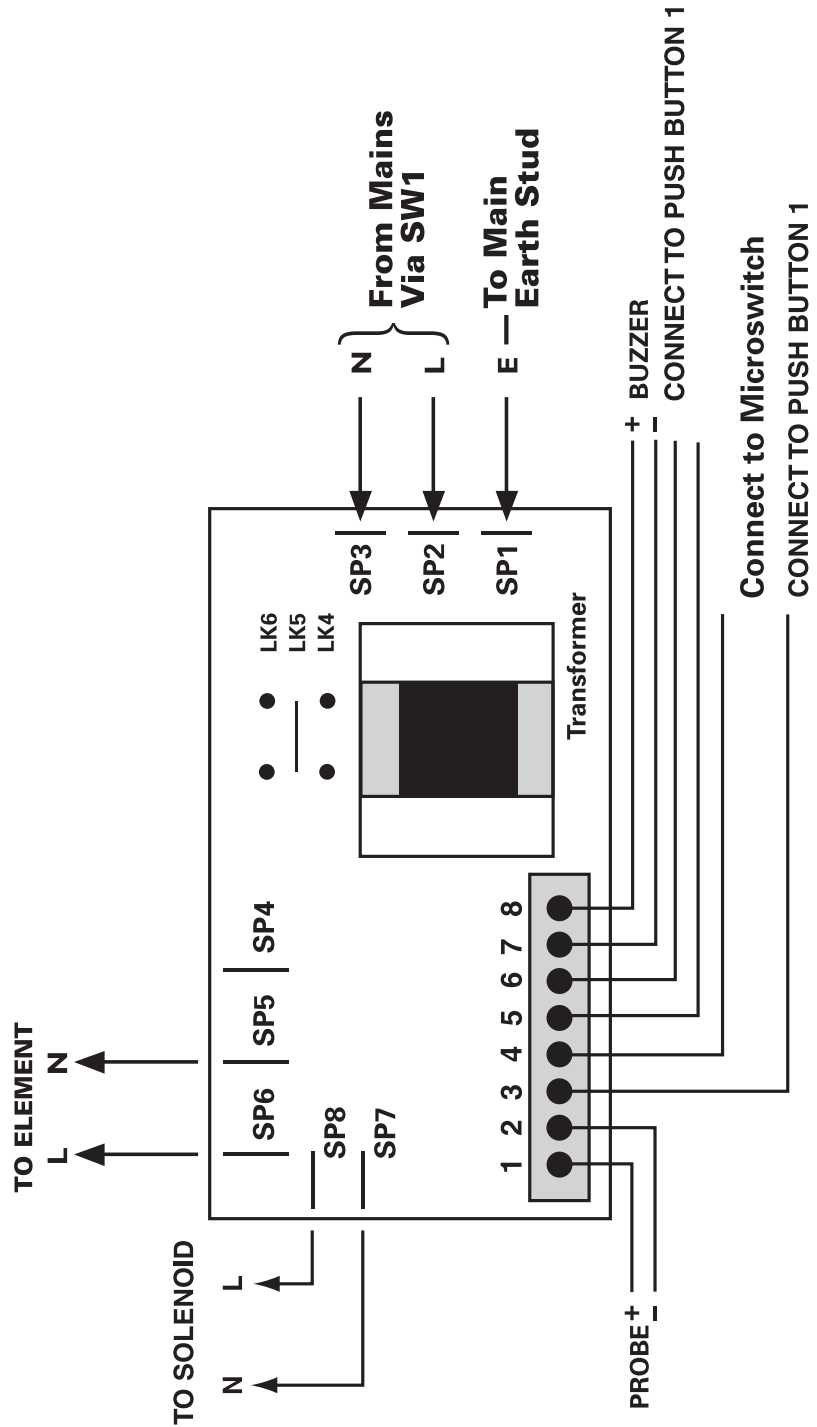 TO SOLENOID
N
L
TO ELEMENT
L
N
SP6
SP5
SP4
SP8
SP7
LK6
LK5
LK4
SP3
SP2
SP1
N
L
E
From Mains
Via SW1
To Main
Earth Stud
Transformer
1 2 3 4 5 6 7 8
PROBE + –
+ BUZZER
–
CONNECT TO PUSH BUTTON 1
Connect to Microswitch
CONNECT TO PUSH BUTTON 1